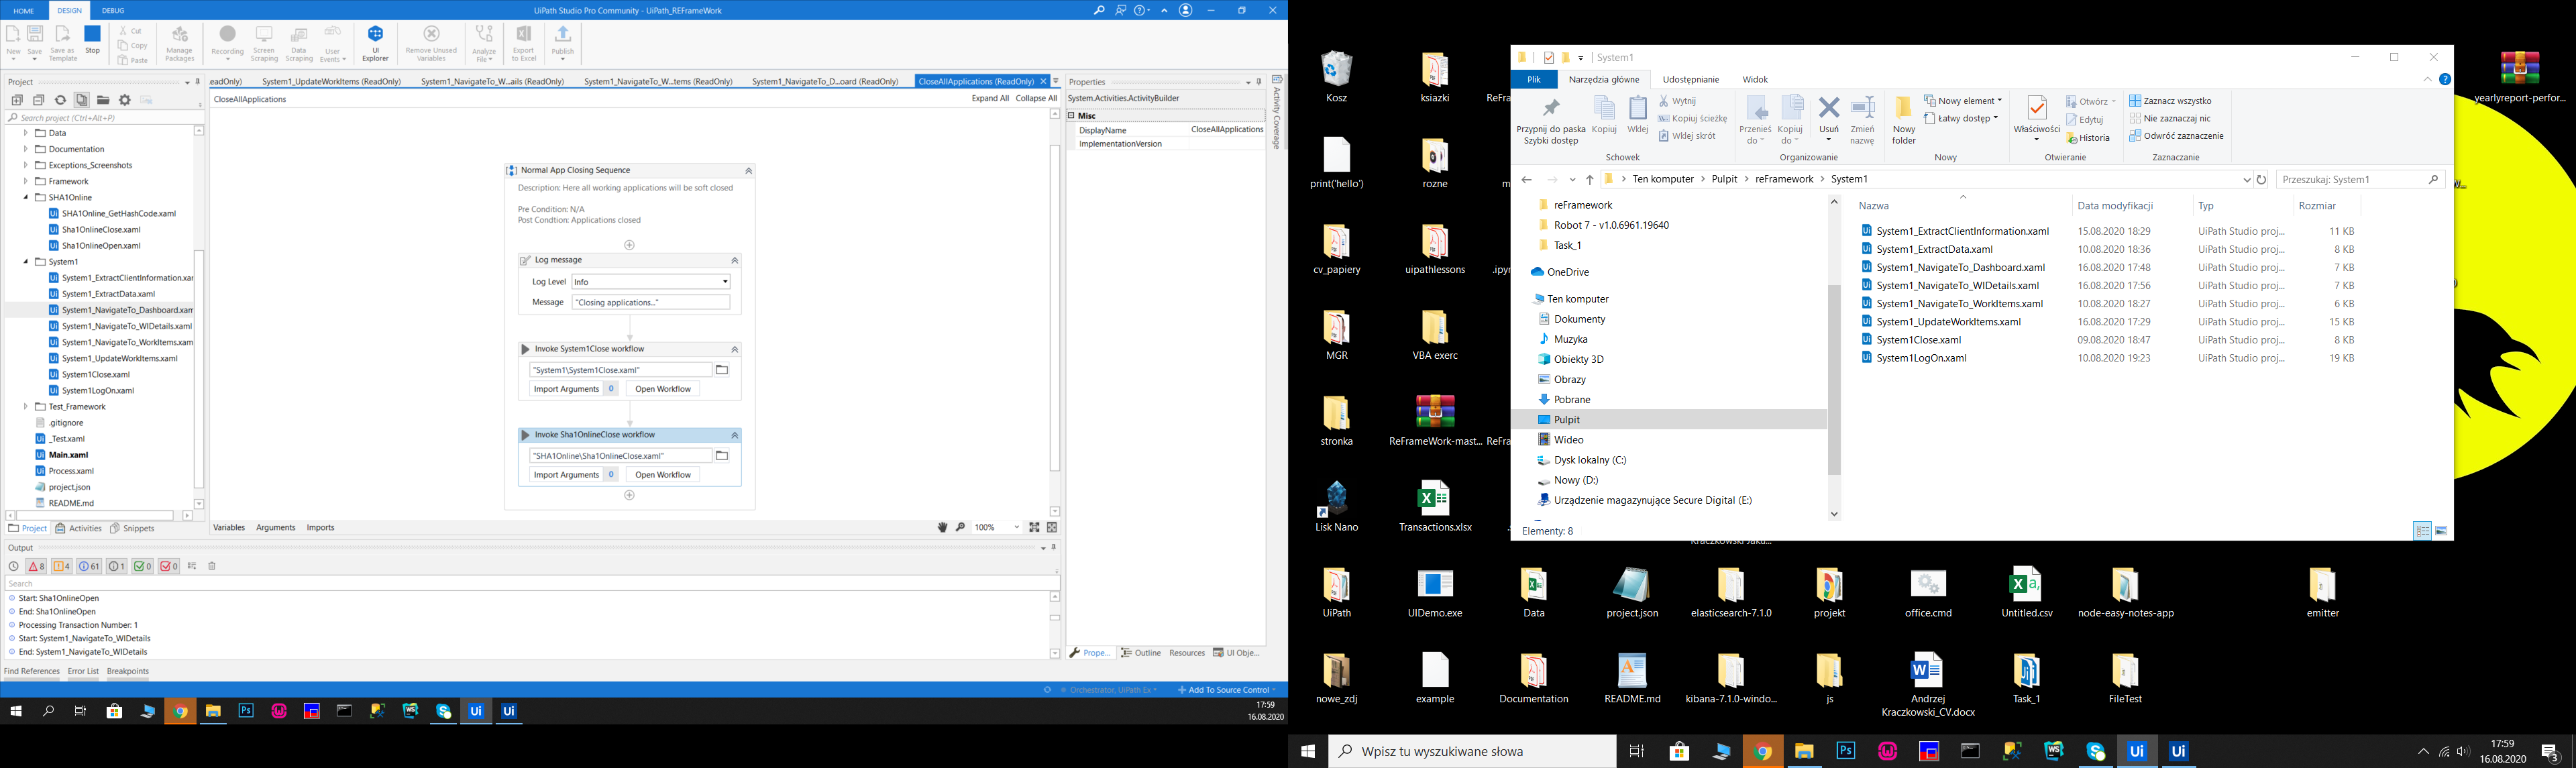 HOME DESIGN DEBUG
UiPath Studio Pro Community - UiPath_REFrameWork
New Save Save as Template Stop
Cut
Copy
Paste
Manage Packages
Recording Screen Scraping Data Scraping User Events
UI Explorer
Remove Unused Variables
Analyze File
Export to Excel
Publish
Project
Search project (Ctrl+Alt+P)
Data
Documentation
Exceptions_Screenshots
Framework
SHA1Online
SHA1Online_GetHashCode.xaml
Sha1OnlineClose.xaml
Sha1OnlineOpen.xaml
System1
System1_ExtractClientInformation.xar
System1_ExtractData.xaml
System1_NavigateTo_Dashboard.xam
System1_NavigateTo_WIDetails.xaml
System1_NavigateTo_WorkItems.xaml
System1_UpdateWorkItems.xaml
System1Close.xaml
System1LogOn.xaml
Test_Framework
.gitignore
_Test.xaml
Main.xaml
Process.xaml
project.json
README.md
Project Activities Snippets
eadOnly) System1_UpdateWorkItems (ReadOnly) System1_NavigateTo_W...ails (ReadOnly) System1_NavigateTo_W...tems (ReadOnly) System1_NavigateTo_D...oard (ReadOnly) CloseAllApplications (ReadOnly)
CloseAllApplications Expand All Collapse All
Normal App Closing Sequence
Description: Here all working applications will be soft closed
Pre Condition: N/A
Post Condtion: Applications closed
Log message
Log Level Info
Message "Closing applications..."
Invoke System1Close workflow
"System1\System1Close.xaml"
Import Arguments 0 Open Workflow
Invoke Sha1OnlineClose workflow
"SHA1Online\Sha1OnlineClose.xaml"
Import Arguments 0 Open Workflow
Variables Arguments Imports 100%
Properties
System.Activities.ActivityBuilder
Misc
DisplayName CloseAllApplications
ImplementationVersion
Activity Coverage
Output
8 4 61 1 0 0
Search
Start: Sha1OnlineOpen
End: Sha1OnlineOpen
Processing Transaction Number: 1
Start: System1_NavigateTo_WIDetails
End: System1_NavigateTo_WIDetails
Prope... Outline Resources UI Obje...
Find References Error List Breakpoints
Orchestrator, UiPath Ex Add To Source Control
17:59
16.08.2020
Kosz
ksiazki
print('hello')
rozne
cv_papiery
uipathlessons
MGR
VBA exerc
stronka
ReFrameWork-mast...
Lisk Nano
Transactions.xlsx
yearlyreport-perfor...
System1
Plik Narzędzia główne Udostępnianie Widok
Przypnij do paska Szybki dostęp
Kopiuj
Wklej
Wytnij
Kopiuj ścieżkę
Wklej skrót
Schowek
Przenieś do
Kopiuj do
Usuń
Zmień nazwę
Organizowanie
Nowy folder
Nowy element
Łatwy dostęp
Nowy
Właściwości
Otwórz
Edytuj
Historia
Otwieranie
Zaznacz wszystko
Nie zaznaczaj nic
Odwróć zaznaczenie
Zaznaczanie
Ten komputer Pulpit reFramework System1
Przeszukaj: System1
reFramework
Robot 7 - v1.0.6961.19640
Task_1
OneDrive
Ten komputer
Dokumenty
Muzyka
Obiekty 3D
Obrazy
Pobrane
Pulpit
Wideo
Dysk lokalny (C:)
Nowy (D:)
Urządzenie magazynujące Secure Digital (E:)
Nazwa Data modyfikacji Typ Rozmiar
System1_ExtractClientInformation.xaml 15.08.2020 18:29 UiPath Studio proj... 11 KB
System1_ExtractData.xaml 10.08.2020 18:36 UiPath Studio proj... 8 KB
System1_NavigateTo_Dashboard.xaml 16.08.2020 17:48 UiPath Studio proj... 7 KB
System1_NavigateTo_WIDetails.xaml 16.08.2020 17:56 UiPath Studio proj... 7 KB
System1_NavigateTo_WorkItems.xaml 10.08.2020 18:27 UiPath Studio proj... 6 KB
System1_UpdateWorkItems.xaml 16.08.2020 17:29 UiPath Studio proj... 15 KB
System1Close.xaml 09.08.2020 18:47 UiPath Studio proj... 8 KB
System1LogOn.xaml 10.08.2020 19:23 UiPath Studio proj... 19 KB
Elementy: 8
UiPath UIDemo.exe Data project.json elasticsearch-7.1.0 projekt office.cmd Untitled.csv node-easy-notes-app emitter
nowe_zdj example Documentation README.md kibana-7.1.0-windo... js Andrzej Kraczkowski_CV.docx Task_1 FileTest
Wpisz tu wyszukiwane słowa
17:59
16.08.2020
3